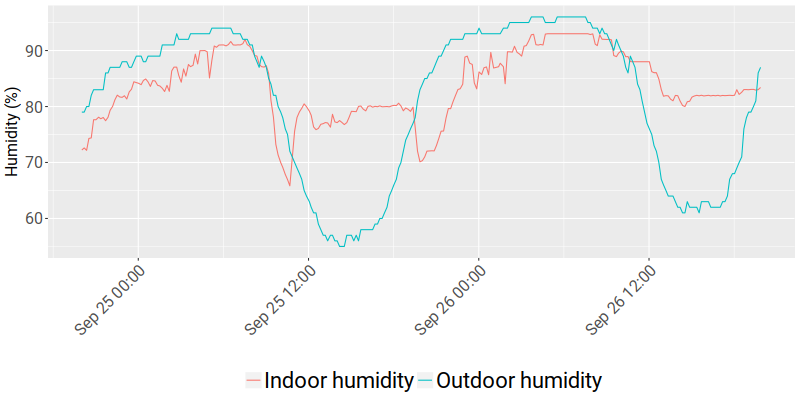 Humidity (%)
90
80
70
60
Sep 25 00:00
Sep 25 12:00
Sep 26 00:00
Sep 26 12:00
Indoor humidity Outdoor humidity